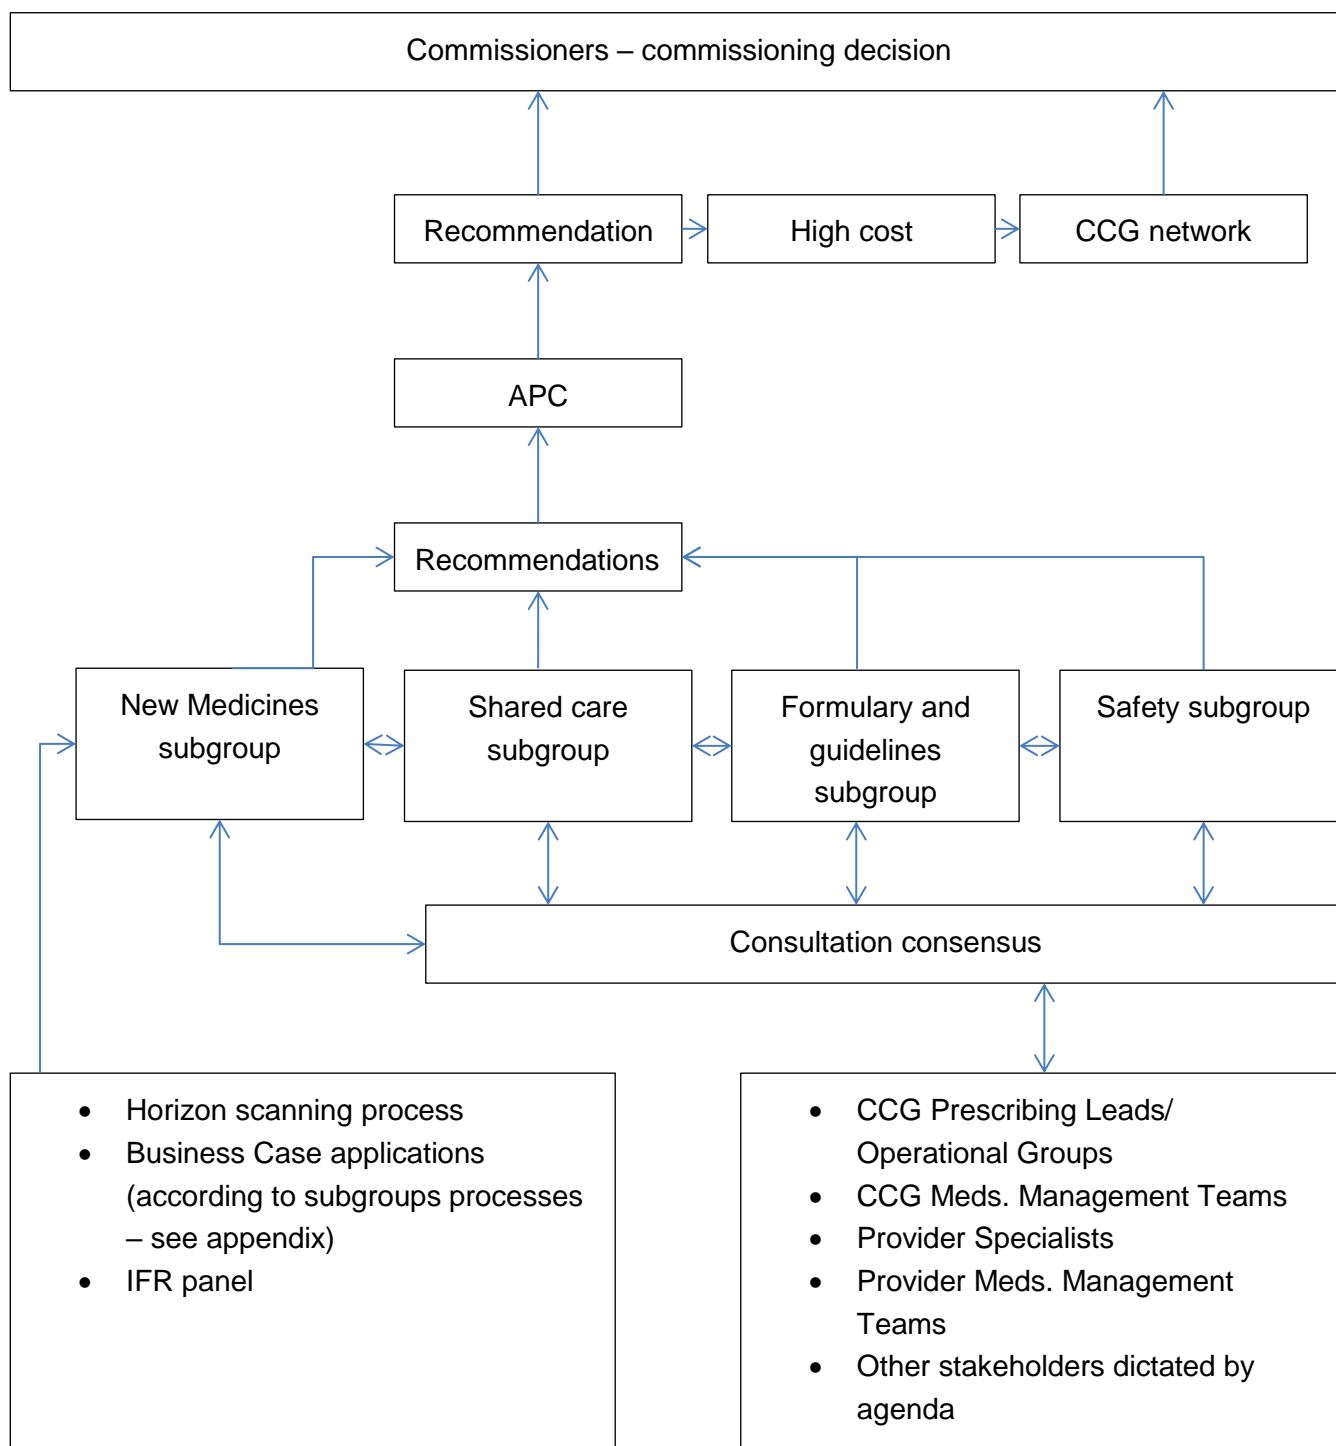 Commissioners – commissioning decision
Recommendation
High cost
CCG network
APC
Recommendations
New Medicines
subgroup
Shared care
subgroup
Formulary and
guidelines
subgroup
Safety subgroup
Consultation consensus
• Horizon scanning process
• Business Case applications
(according to subgroups processes
– see appendix)
• IFR panel
• CCG Prescribing Leads/
Operational Groups
• CCG Meds. Management Teams
• Provider Specialists
• Provider Meds. Management
Teams
• Other stakeholders dictated by
agenda